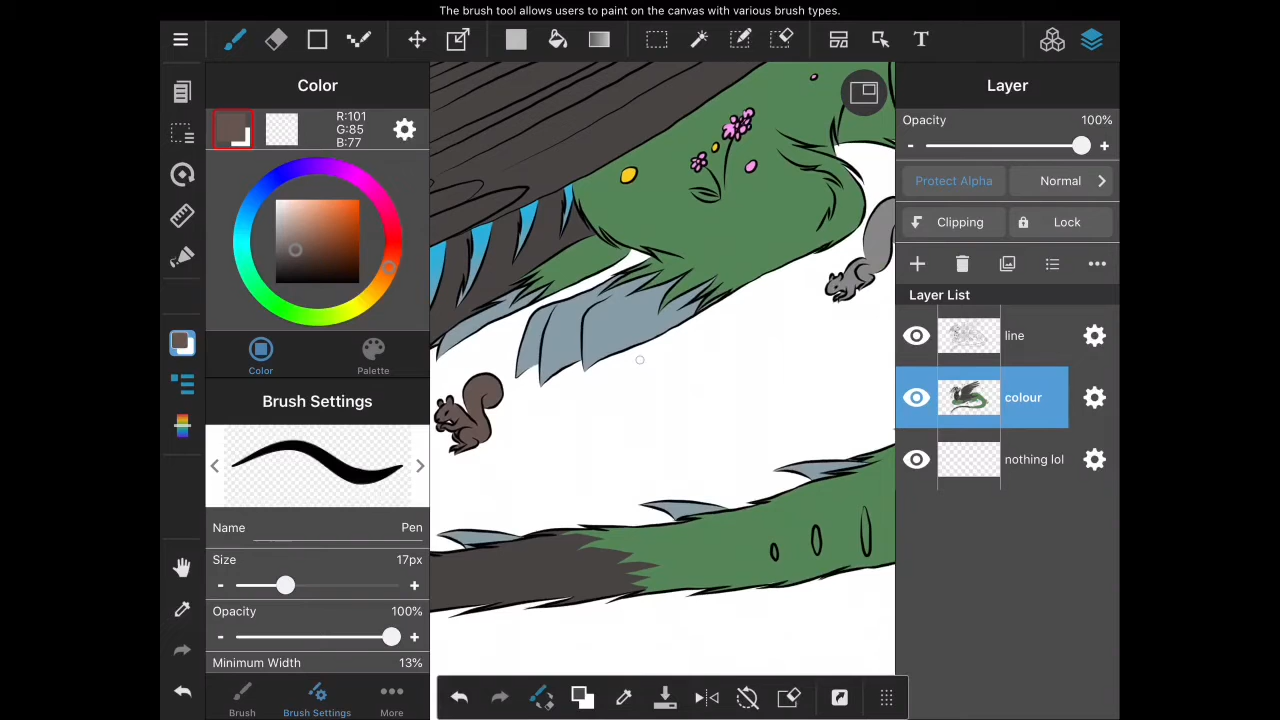 The brush tool allows users to paint on the canvas with various brush types.
T
Color
R:101
G:85
B:77
Color
Palette
Brush Settings
Name
Pen
Size
17px
-
+
Opacity
100%
-
+
Minimum Width
13%
Brush
Brush Settings
More
Layer
Opacity
100%
-
+
Protect Alpha
Normal
Clipping
Lock
Layer List
line
colour
nothing lol